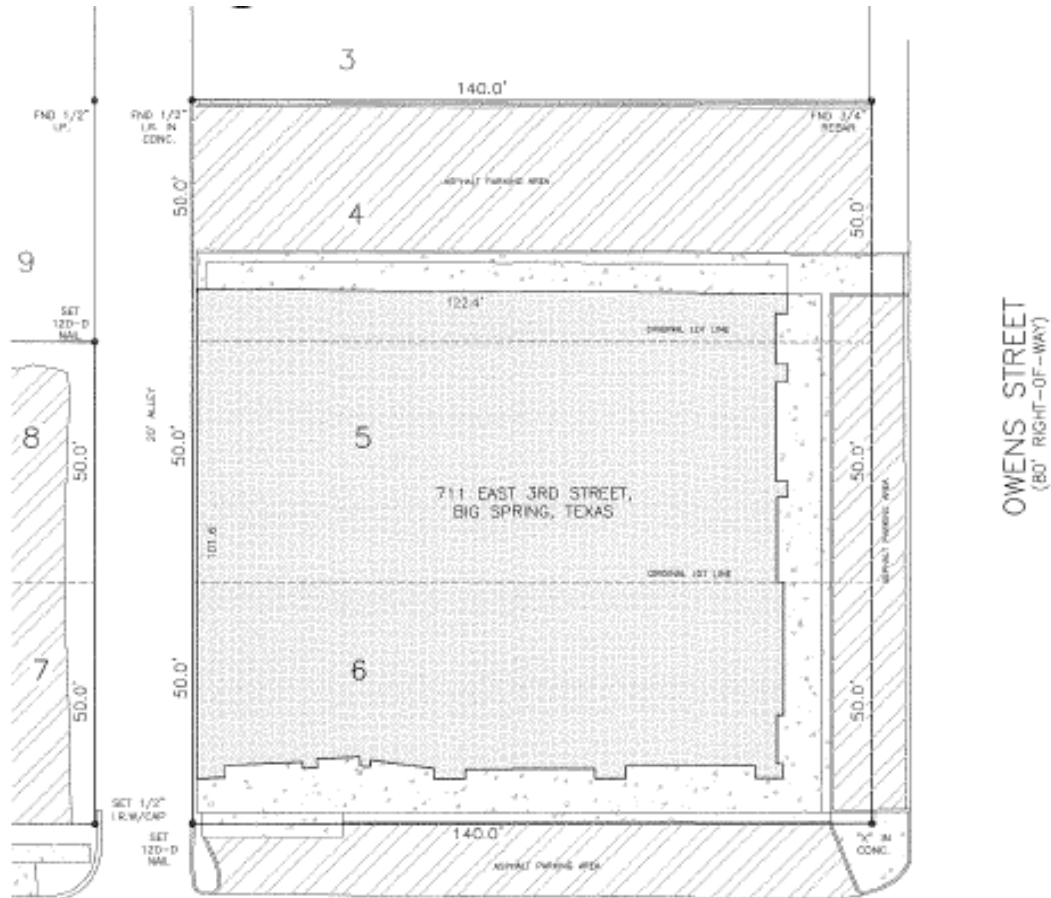 3
140.0'
FND 1/2"
I.P.
FND 1/2"
I.R. IN
CONC.
FND 3/4"
REBAR
ASPHALT PARKING AREA
50.0'
4
50.0'
9
122.4'
SET
12D-D
NAIL
ORIGINAL LOT LINE
OWENS STREET
(80' RIGHT-OF-WAY)
20' ALLEY
8
50.0'
50.0'
5
50.0'
711 EAST 3RD STREET,
BIG SPRING, TEXAS
ASPHALT PARKING AREA
101.6'
ORIGINAL LOT LINE
7
50.0'
50.0'
6
50.0'
SET 1/2"
I.R.W/CAP
SET
12D-D
NAIL
140.0'
"X" IN
CONC.
ASPHALT PARKING AREA